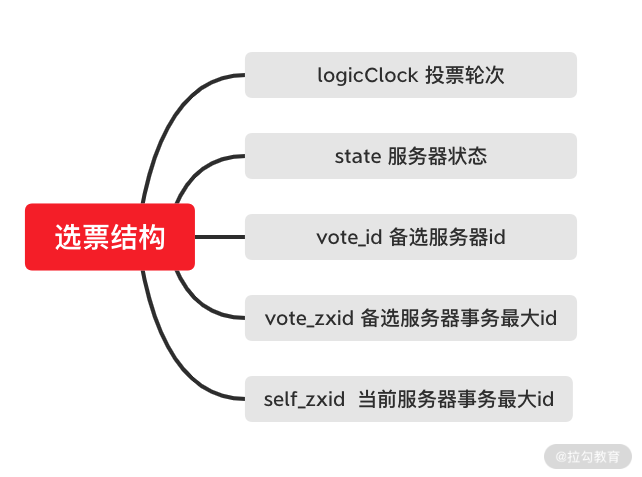 logicClock 投票轮次
state 服务器状态
选票结构
vote_id 备选服务器id
vote_zxid 备选服务器事务最大id
self_zxid 当前服务器事务最大id
@拉勾教育